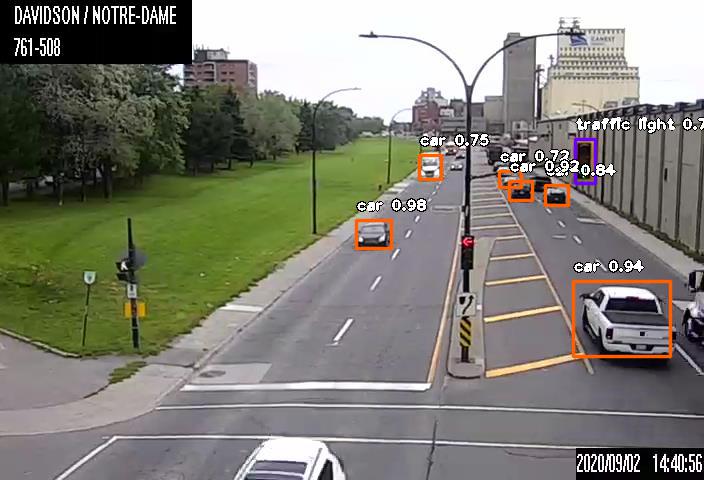 DAVIDSON / NOTRE-DAME
761-508
car 0.75
traffic light 0.7
car 0.72
car 0.92
0.84
car 0.98
car 0.94
2020/09/02 14:40:56